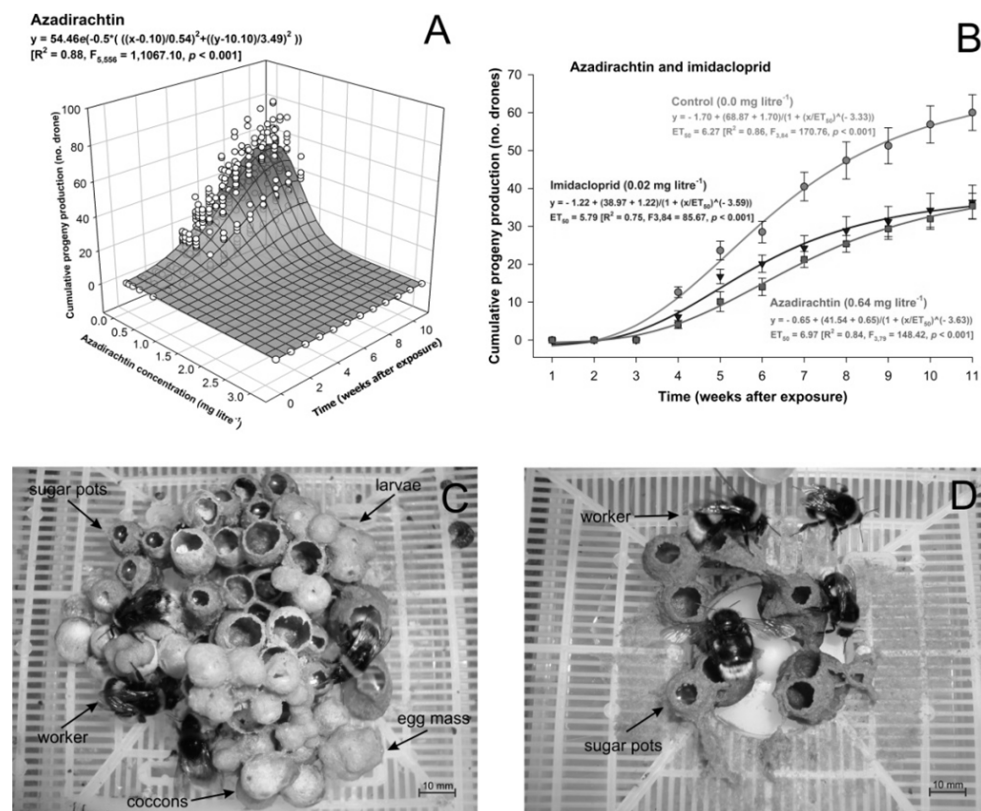 Azadirachtin
y = 54.46e(-0.5*( ((x-0.10)/0.54)²+((y-10.10)/3.49)² ))
[R² = 0.88, F₅,₅₅₆ = 1,1067.10, p < 0.001]
A
Cumulative progeny production (no. drone)
100
80
60
40
20
0
0.0
0.5
1.0
1.5
2.0
2.5
3.0
Azadirachtin concentration (mg litre⁻¹)
0
2
4
6
8
10
Time (weeks after exposure)
B
Azadirachtin and imidacloprid
Cumulative progeny production (no. drones)
70
60
50
40
30
20
10
0
Control (0.0 mg litre⁻¹)
y = - 1.70 + (68.87 + 1.70)/(1 + (x/ET₅₀)^(- 3.33))
ET₅₀ = 6.27 [R² = 0.86, F₃,₈₄ = 170.76, p < 0.001]
Imidacloprid (0.02 mg litre⁻¹)
y = - 1.22 + (38.97 + 1.22)/(1 + (x/ET₅₀)^(- 3.59))
ET₅₀ = 5.79 [R² = 0.75, F3,84 = 85.67, p < 0.001]
Azadirachtin (0.64 mg litre⁻¹)
y = - 0.65 + (41.54 + 0.65)/(1 + (x/ET₅₀)^(- 3.63))
ET₅₀ = 6.97 [R² = 0.84, F₃,₇₉ = 148.42, p < 0.001]
1 2 3 4 5 6 7 8 9 10 11
Time (weeks after exposure)
C
sugar pots
larvae
worker
egg mass
coccons
10 mm
D
worker
sugar pots
10 mm